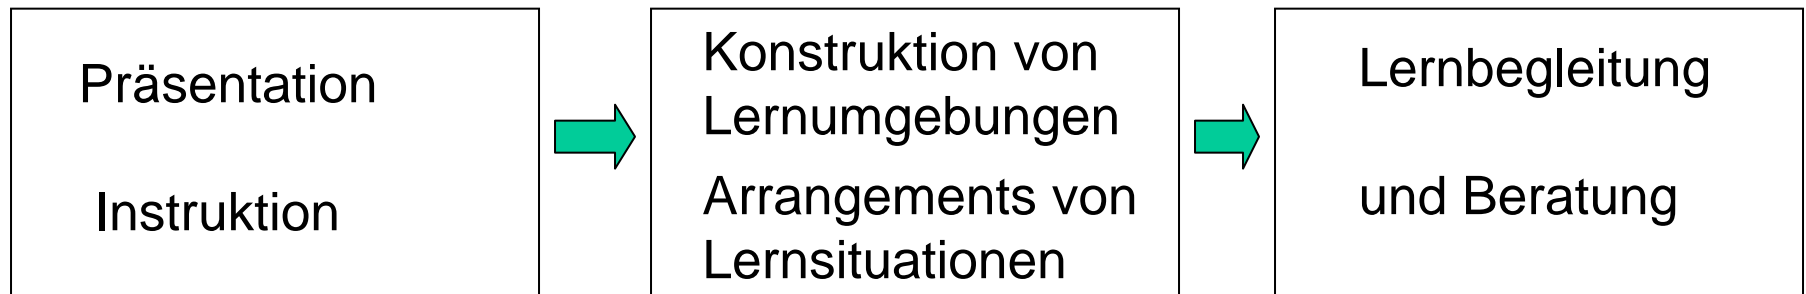 Präsentation
Instruktion
Konstruktion von
Lernumgebungen
Arrangements von
Lernsituationen
Lernbegleitung
und Beratung